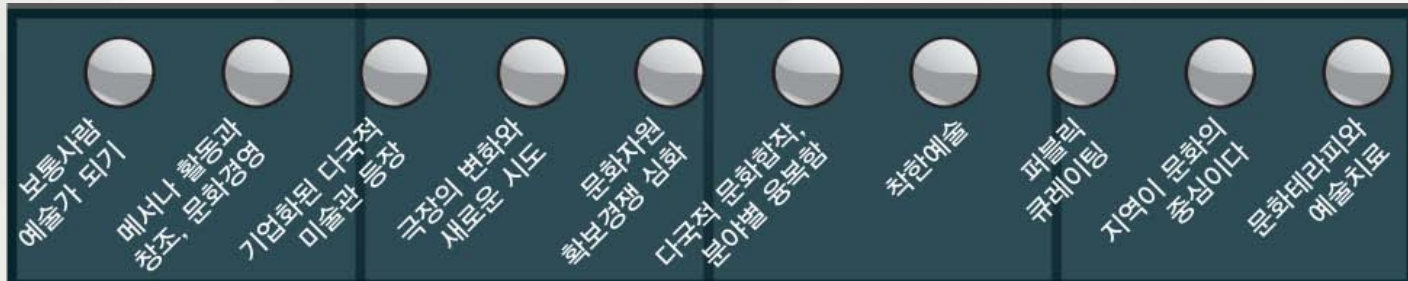 보통사람
예술가 되기
메서나 활동과
창조, 문화경영
기업화된 다국적
미술관 등장
극장의 변화와
새로운 시도
문화자원
확보경쟁 심화
다국적 문화합작,
분야별 융복합
착한예술
퍼블릭
큐레이팅
지역이 문화의
중심이다
문화테라피와
예술치료